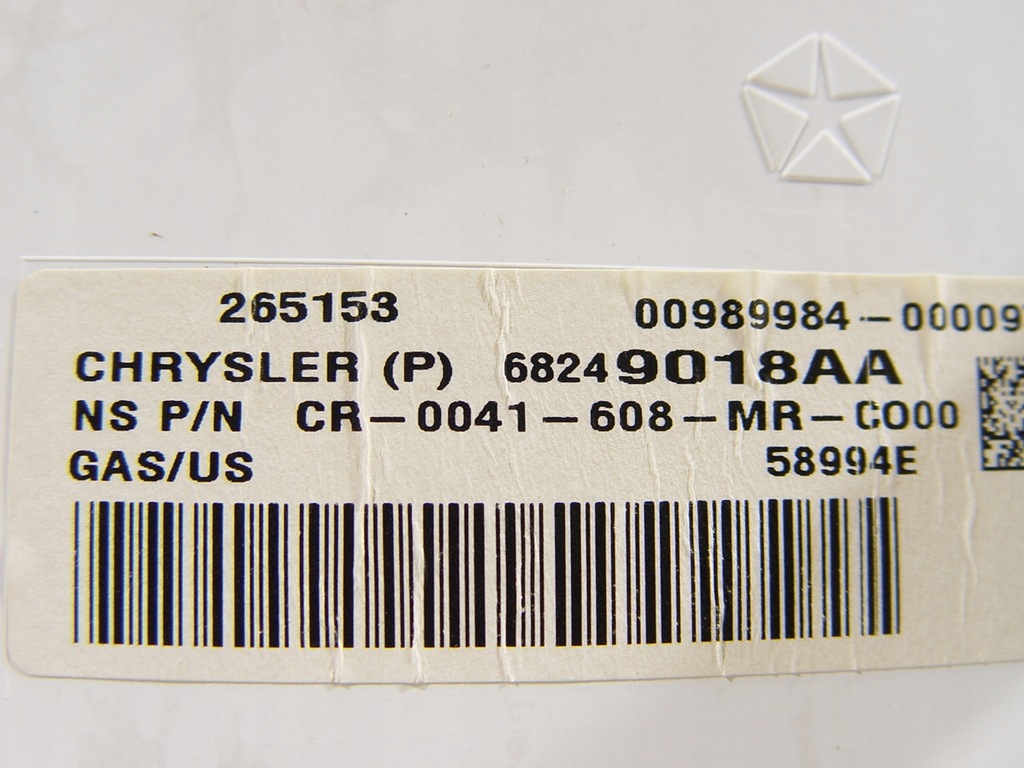 265153 00989984-00009
CHRYSLER (P) 68249018AA
NS P/N CR-0041-608-MR-C000
GAS/US 58994E